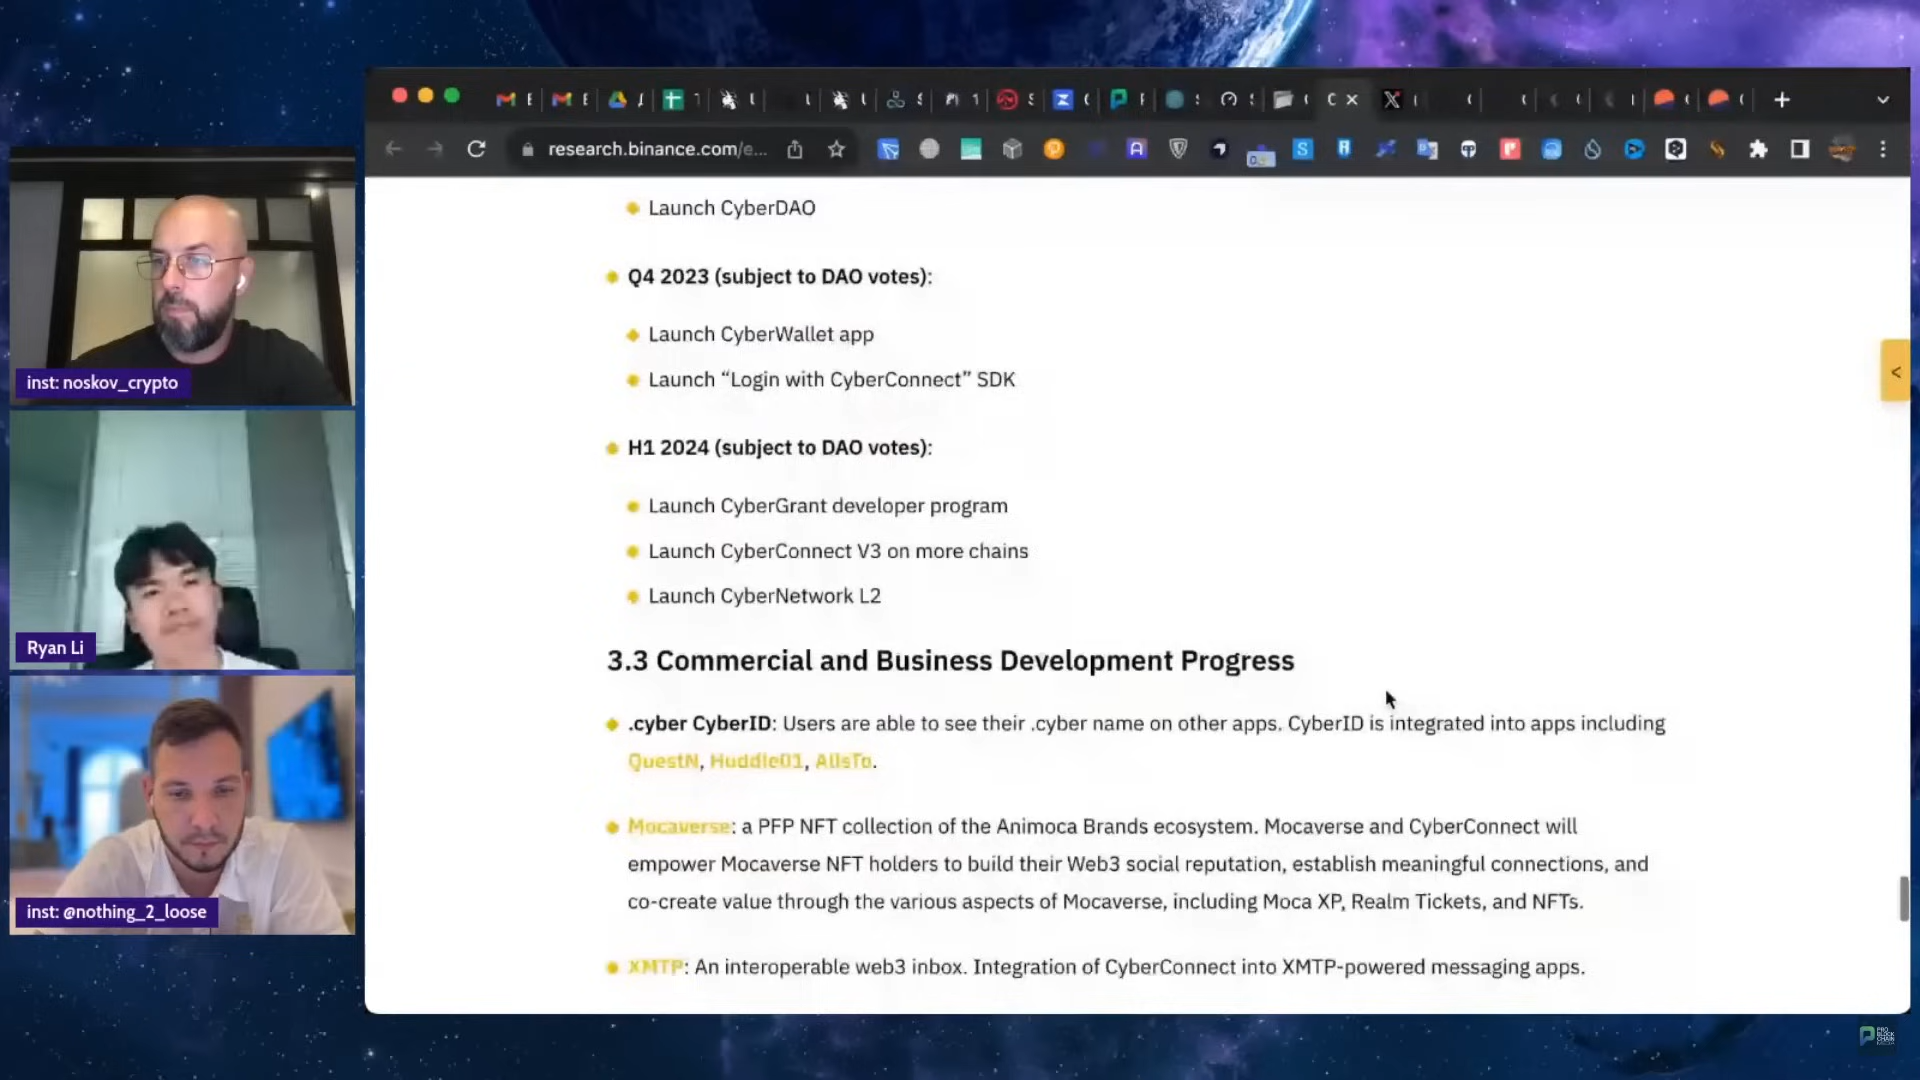 research.binance.com/e...
Launch CyberDAO
Q4 2023 (subject to DAO votes):
Launch CyberWallet app
Launch “Login with CyberConnect” SDK
H1 2024 (subject to DAO votes):
Launch CyberGrant developer program
Launch CyberConnect V3 on more chains
Launch CyberNetwork L2
3.3 Commercial and Business Development Progress
.cyber CyberID: Users are able to see their .cyber name on other apps. CyberID is integrated into apps including
QuestN, Huddle01, AllsTo.
Mocaverse: a PFP NFT collection of the Animoca Brands ecosystem. Mocaverse and CyberConnect will
empower Mocaverse NFT holders to build their Web3 social reputation, establish meaningful connections, and
co-create value through the various aspects of Mocaverse, including Moca XP, Realm Tickets, and NFTs.
XMTP: An interoperable web3 inbox. Integration of CyberConnect into XMTP-powered messaging apps.
inst: noskov_crypto
Ryan Li
inst: @nothing_2_loose
PRO
BLOCK
CHAIN